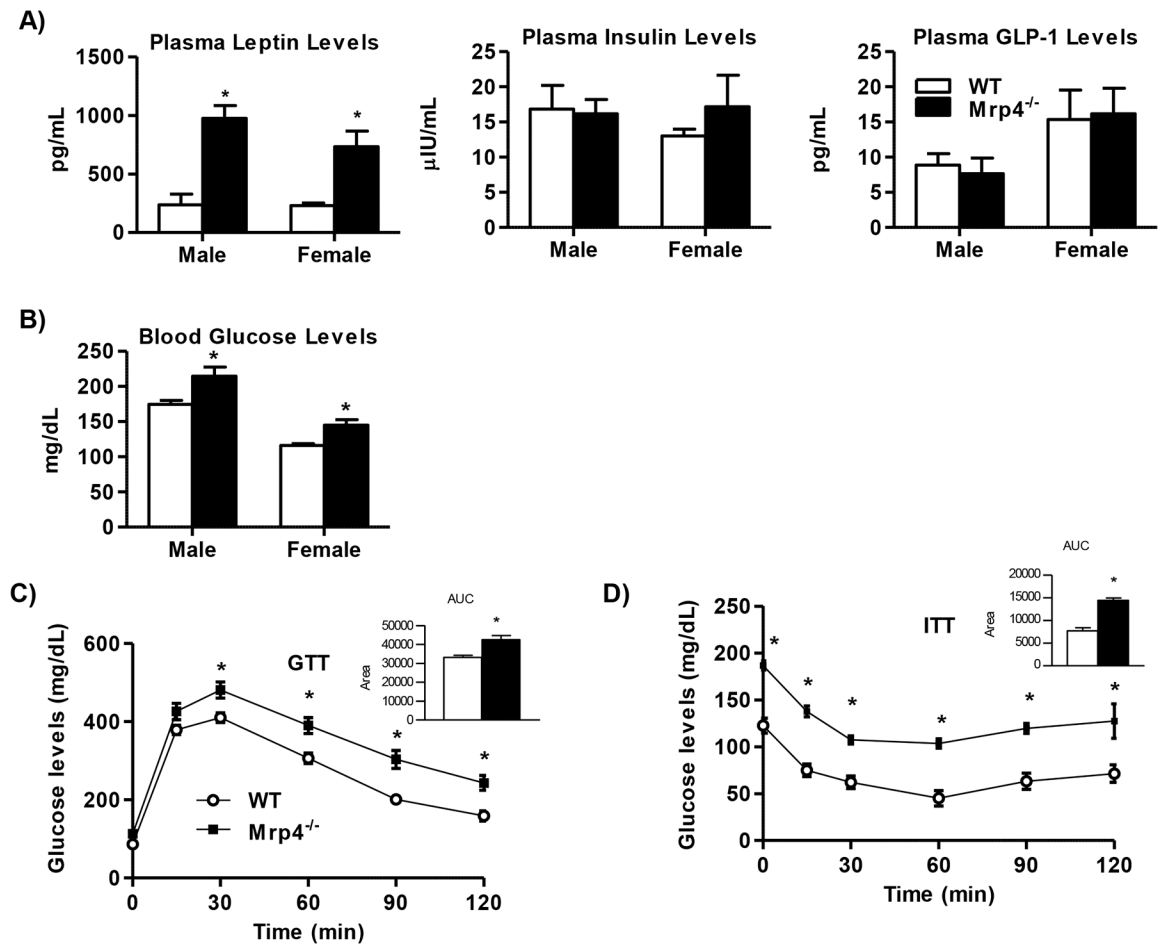 A)
Plasma Leptin Levels
1500
1000
500
0
pg/mL
*
*
Male
Female
Plasma Insulin Levels
25
20
15
10
5
0
μIU/mL
Male
Female
Plasma GLP-1 Levels
25
20
15
10
5
0
pg/mL
WT
Mrp4-/-
Male
Female
B)
Blood Glucose Levels
250
200
150
100
50
0
mg/dL
*
*
Male
Female
C)
600
400
200
0
Glucose levels (mg/dL)
GTT
*
*
*
*
WT
Mrp4-/-
0
30
60
90
120
Time (min)
AUC
50000
40000
30000
20000
10000
0
Area
*
D)
250
200
150
100
50
0
Glucose levels (mg/dL)
ITT
*
*
*
*
*
*
0
30
60
90
120
Time (min)
AUC
20000
15000
10000
5000
0
Area
*